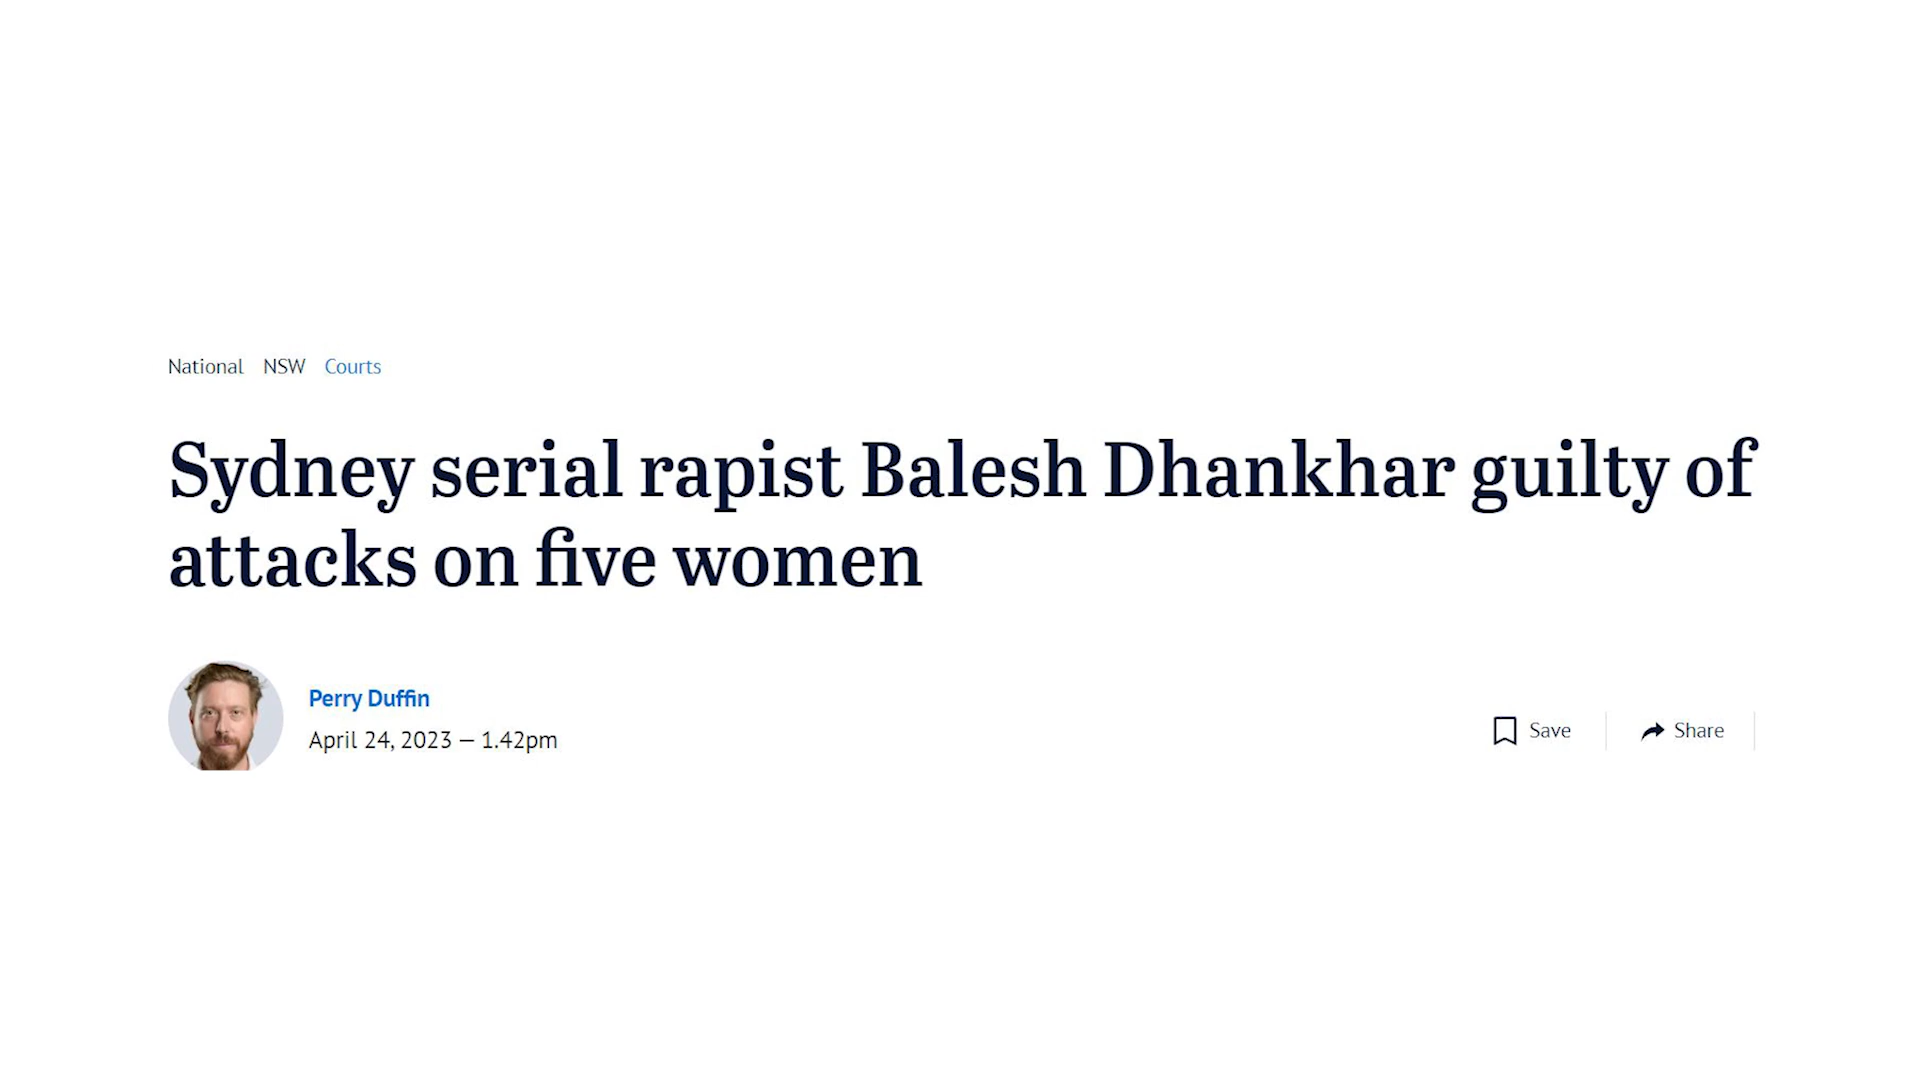 National NSW Courts
Sydney serial rapist Balesh Dhankhar guilty of
attacks on five women
Perry Duffin
April 24, 2023 — 1.42pm
Save Share